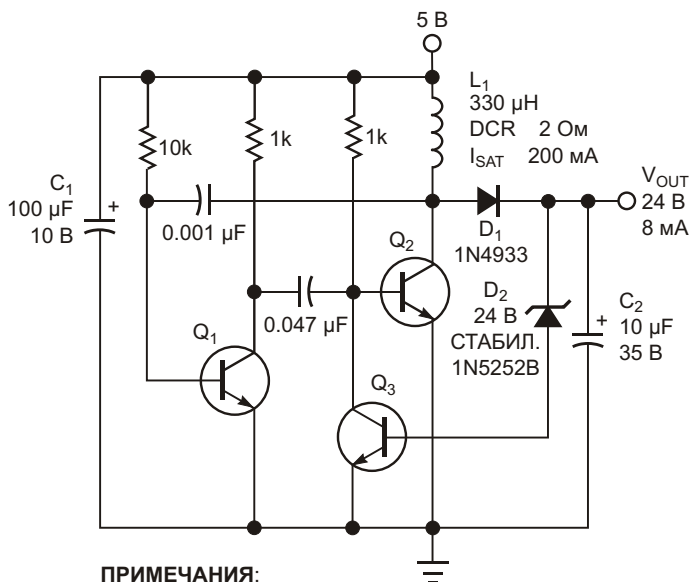 5 В
L1
330 µH
DCR 2 Ом
ISAT 200 мА
10k
1k
1k
C1
100 µF
10 В
+
0.001 µF
D1
1N4933
VOUT
24 В
8 мА
Q2
0.047 µF
D2
24 В
СТАБИЛ.
1N5252B
+
C2
10 µF
35 В
Q1
Q3
ПРИМЕЧАНИЯ: